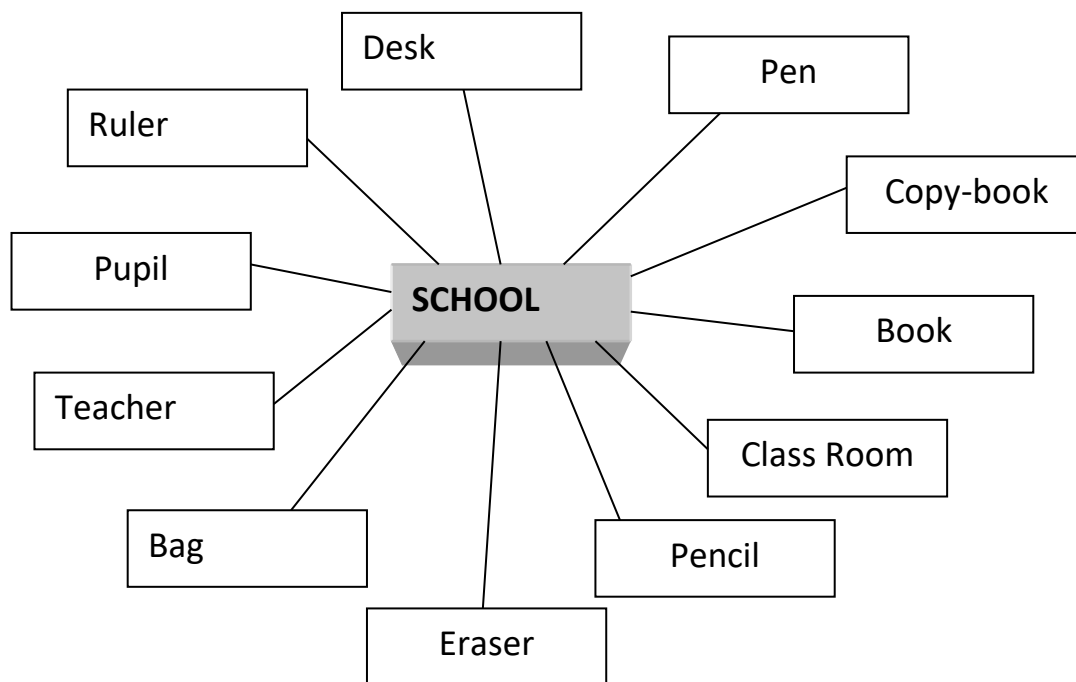 Desk
Pen
Ruler
Copy-book
Pupil
SCHOOL
Book
Teacher
Class Room
Bag
Pencil
Eraser